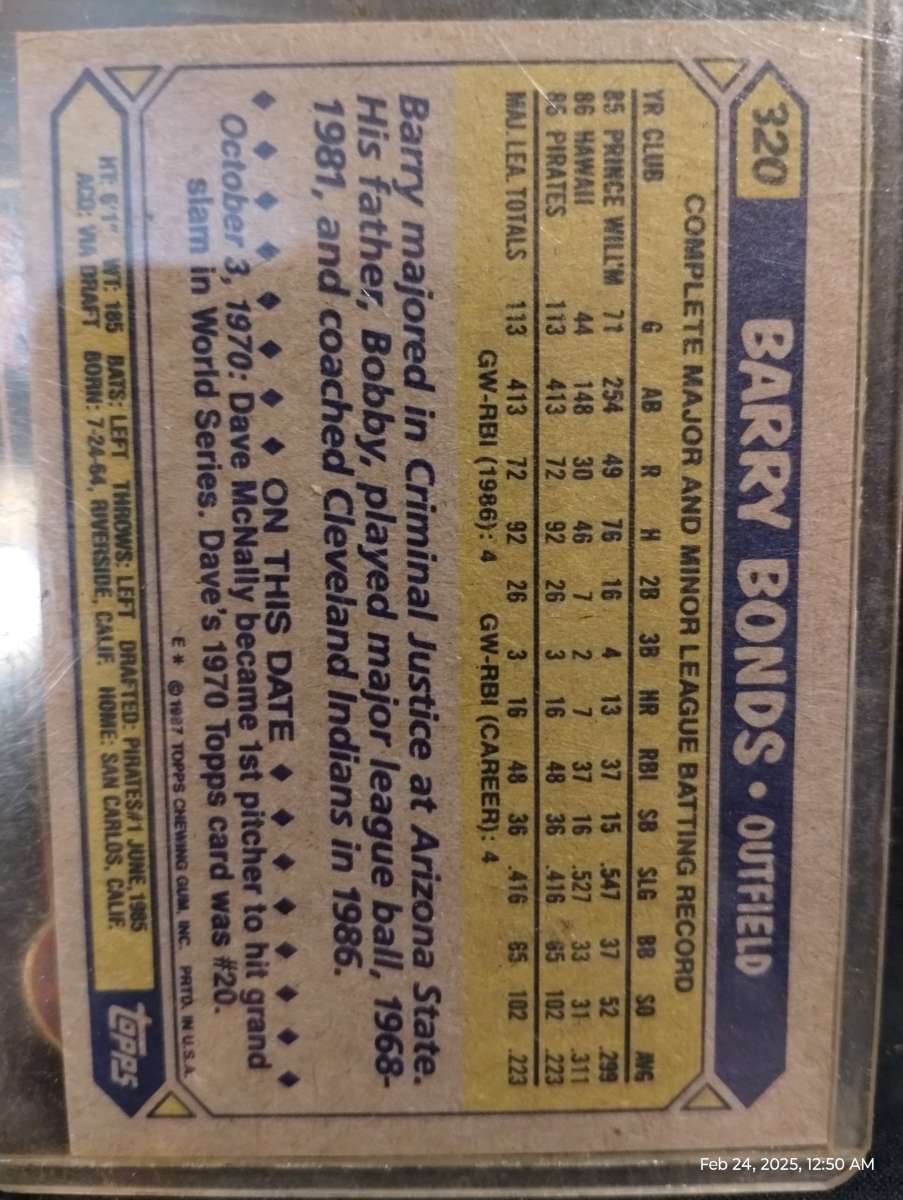 320 BARRY BONDS • OUTFIELD
COMPLETE MAJOR AND MINOR LEAGUE BATTING RECORD
YR CLUB G AB R H 2B 3B HR RBI SB SLG BB SO AVG
85 PRINCE WILL'M 71 254 49 76 16 4 13 37 15 .547 37 52 .299
86 HAWAII 44 148 30 46 7 2 7 37 16 .527 33 31 .311
86 PIRATES 113 413 72 92 26 3 16 48 36 .416 65 102 .223
MAJ. LEA. TOTALS 113 413 72 92 26 3 16 48 36 .416 65 102 .223
GW-RBI (1986): 4 GW-RBI (CAREER): 4
Barry majored in Criminal Justice at Arizona State.
His father, Bobby, played major league ball, 1968-
1981, and coached Cleveland Indians in 1986.
ON THIS DATE
October 3, 1970: Dave McNally became 1st pitcher to hit grand
slam in World Series. Dave's 1970 Topps card was #20.
E * © 1987 TOPPS CHEWING GUM, INC. PRTD. IN U.S.A.
HT: 6'1" WT: 185 BATS: LEFT THROWS: LEFT DRAFTED: PIRATES#1 JUNE, 1985
ACQ: VIA DRAFT BORN: 7-24-64, RIVERSIDE, CALIF. HOME: SAN CARLOS, CALIF.
topps
Feb 24, 2025, 12:50 AM